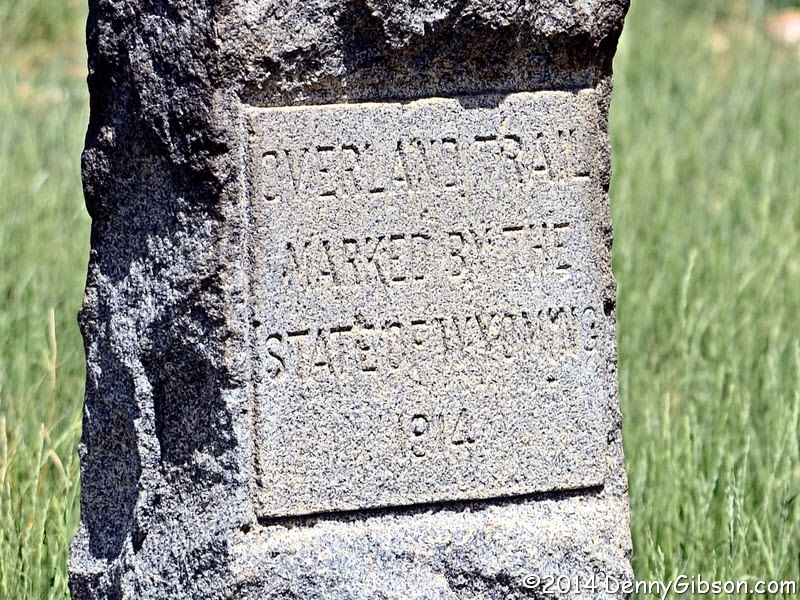 OVERLAND TRAIL
MARKED BY THE
STATE OF WYOMING
1914
©2014 DennyGibson.com